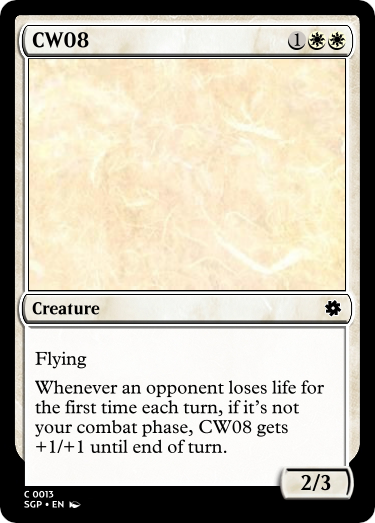 CW08 1
Creature
Flying
Whenever an opponent loses life for
the first time each turn, if it's not
your combat phase, CW08 gets
+1/+1 until end of turn.
2/3
C 0013
SGP • EN